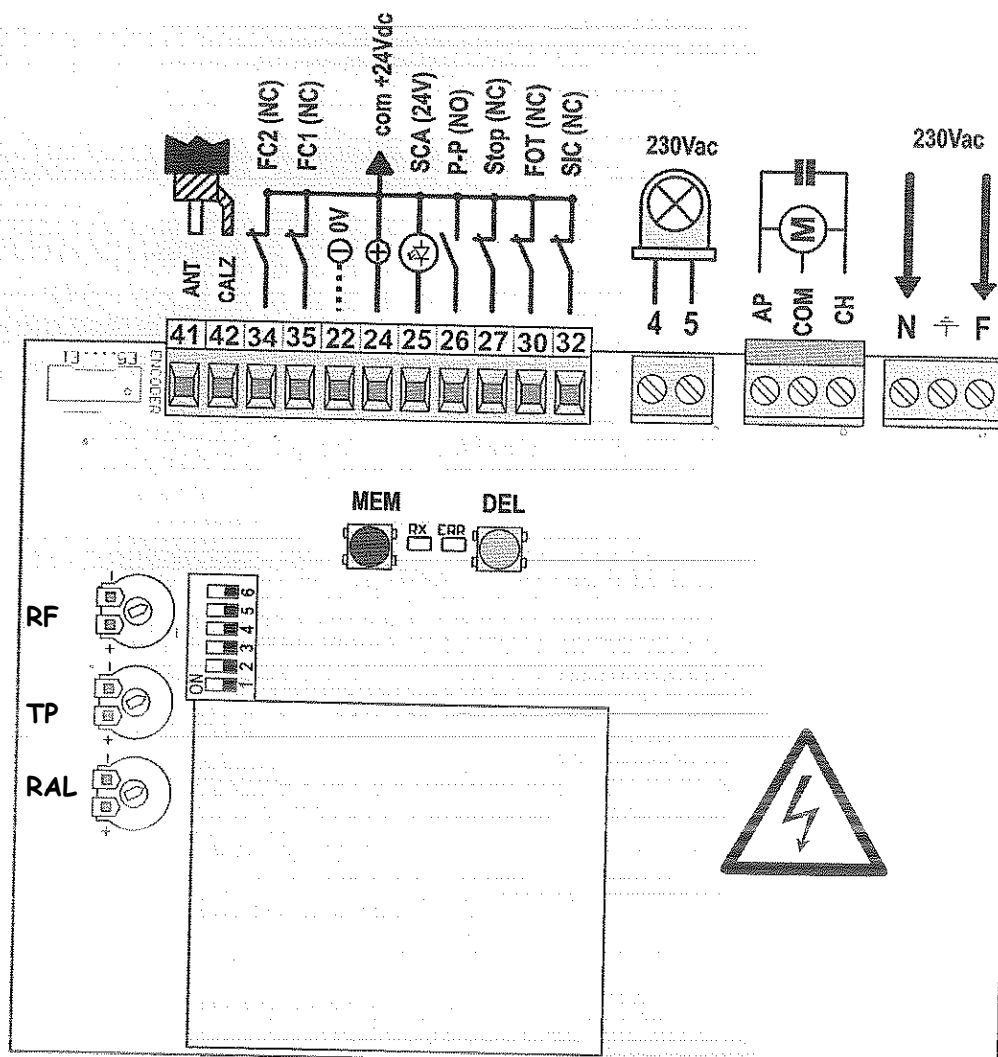 FC2 (NC)
FC1 (NC)
com +24Vdc
SCA (24V)
P-P (NO)
Stop (NC)
FOT (NC)
SIC (NC)
0V
ANT
CALZ
230Vac
230Vac
M
4 5
AP
COM
CH
N F
41 42 34 35 22 24 25 26 27 30 32
E1 E5
ENCODER
MEM
DEL
RX ERR
RF
- +
TP
- +
RAL
- +
6
5
4
3
2
1
ON